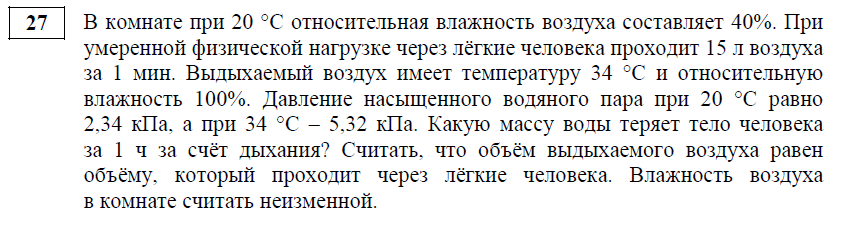 27
В комнате при 20 °С относительная влажность воздуха составляет 40%. При
умеренной физической нагрузке через лёгкие человека проходит 15 л воздуха
за 1 мин. Выдыхаемый воздух имеет температуру 34 °С и относительную
влажность 100%. Давление насыщенного водяного пара при 20 °С равно
2,34 кПа, а при 34 °С – 5,32 кПа. Какую массу воды теряет тело человека
за 1 ч за счёт дыхания? Считать, что объём выдыхаемого воздуха равен
объёму, который проходит через лёгкие человека. Влажность воздуха
в комнате считать неизменной.